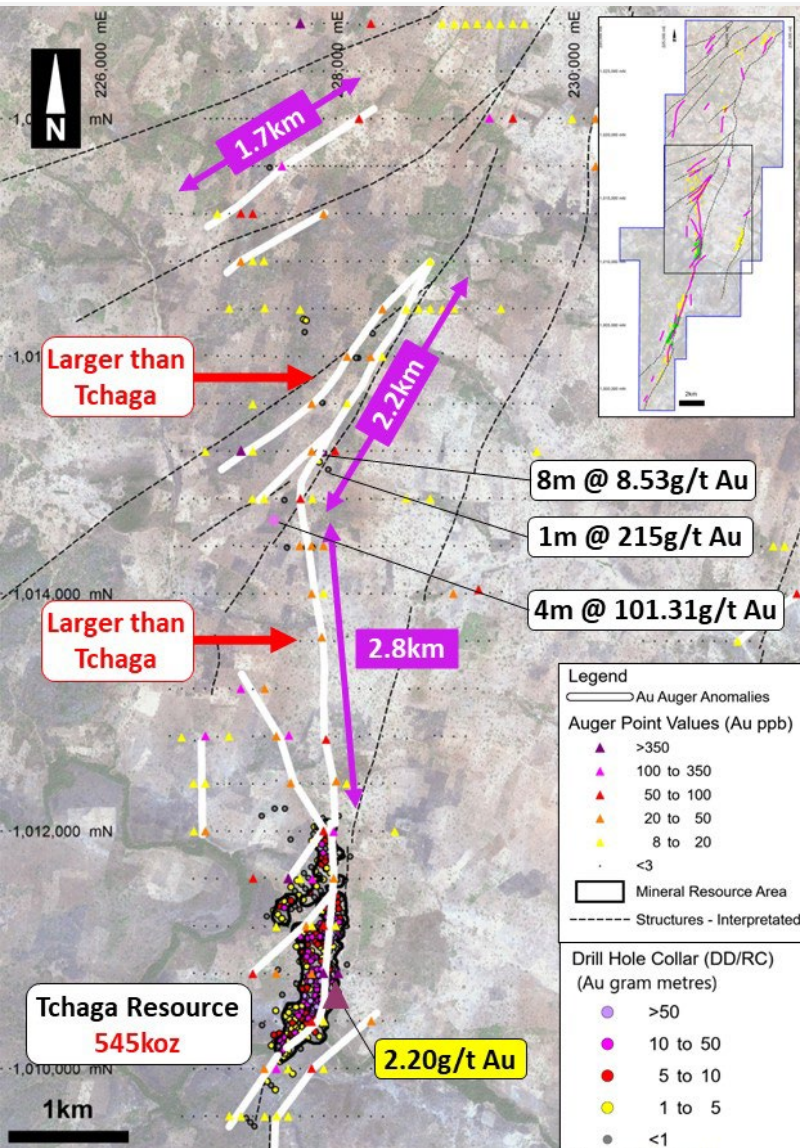 226,000 mE
228,000 mE
230,000 mE
N
mN
1.7km
Larger than
Tchaga
2.2km
8m @ 8.53g/t Au
1m @ 215g/t Au
4m @ 101.31g/t Au
1,014,000 mN
Larger than
Tchaga
2.8km
1,012,000 mN
Tchaga Resource
545koz
2.20g/t Au
1,010,000 mN
1km
2km
Legend
Au Auger Anomalies
Auger Point Values (Au ppb)
>350
100 to 350
50 to 100
20 to 50
8 to 20
<3
Mineral Resource Area
Structures - Interpretated
Drill Hole Collar (DD/RC)
(Au gram metres)
>50
10 to 50
5 to 10
1 to 5
<1